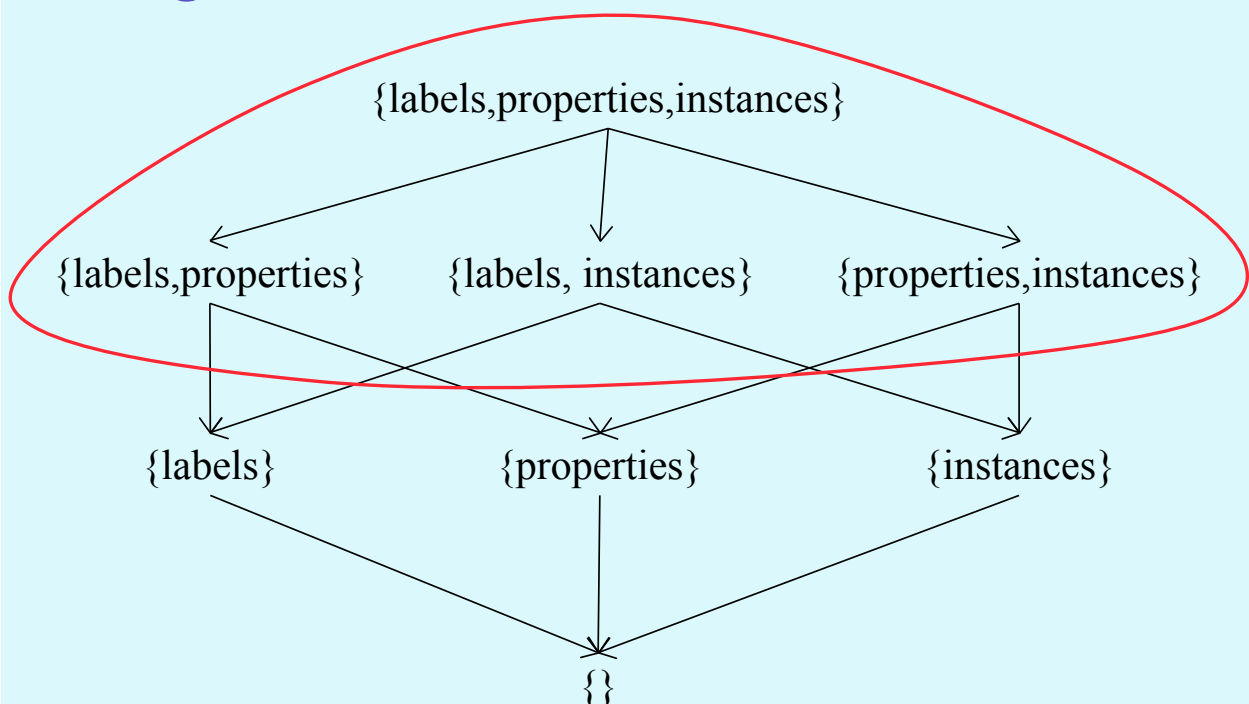 {labels,properties,instances}
{labels,properties} {labels, instances} {properties,instances}
{labels} {properties} {instances}
{}